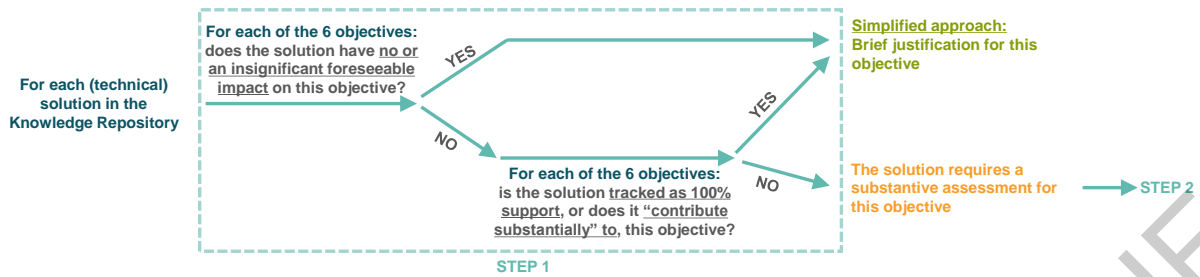 For each (technical)
solution in the
Knowledge Repository
For each of the 6 objectives:
does the solution have no or
an insignificant foreseeable
impact on this objective?
YES
NO
For each of the 6 objectives:
is the solution tracked as 100%
support, or does it “contribute
substantially” to, this objective?
YES
NO
Simplified approach:
Brief justification for this
objective
The solution requires a
substantive assessment for
this objective
STEP 2
STEP 1